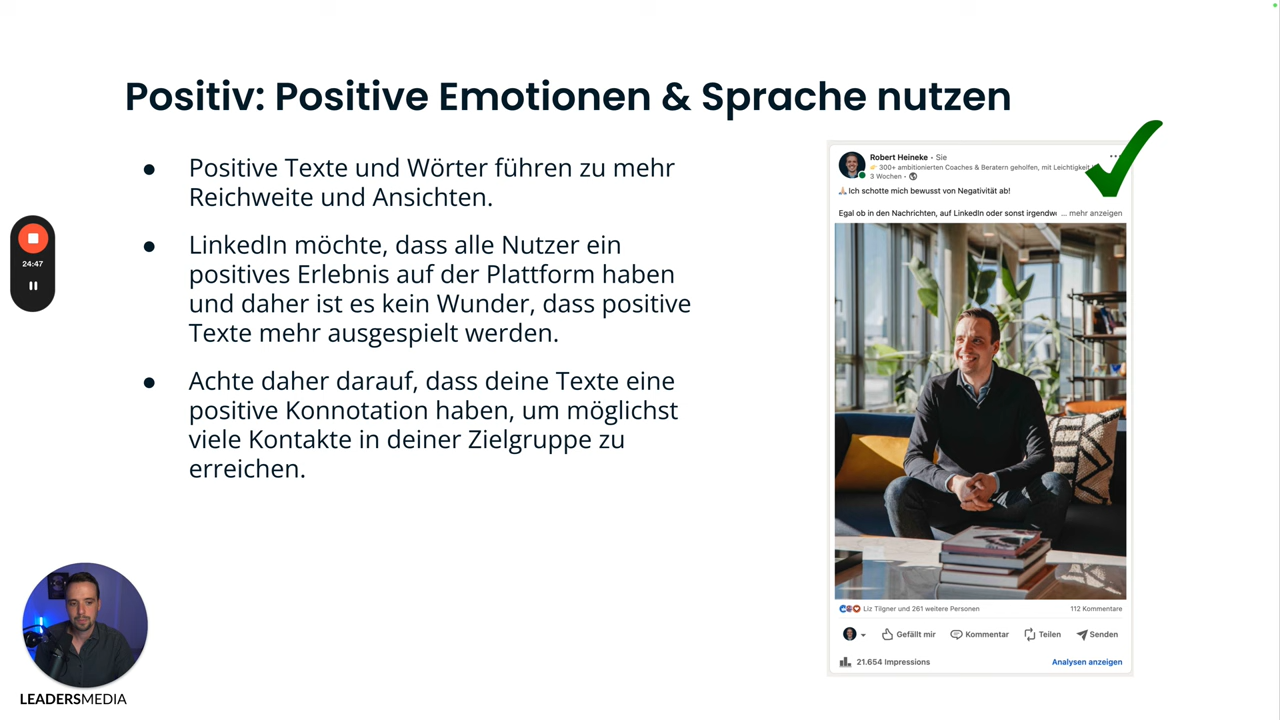 Positiv: Positive Emotionen & Sprache nutzen
● Positive Texte und Wörter führen zu mehr
Reichweite und Ansichten.
● LinkedIn möchte, dass alle Nutzer ein
positives Erlebnis auf der Plattform haben
und daher ist es kein Wunder, dass positive
Texte mehr ausgespielt werden.
● Achte daher darauf, dass deine Texte eine
positive Konnotation haben, um möglichst
viele Kontakte in deiner Zielgruppe zu
erreichen.
24:47
LEADERSMEDIA
Robert Heineke • Sie
300+ ambitionierten Coaches & Beratern geholfen, mit Leichtigkeit
3 Wochen •
Ich schotte mich bewusst von Negativität ab!
Egal ob in den Nachrichten, auf LinkedIn oder sonst ... mehr anzeigen
Liz Tilgner und 261 weitere Personen 112 Kommentare
Gefällt mir Kommentar Teilen Senden
21.654 Impressions Analysen anzeigen